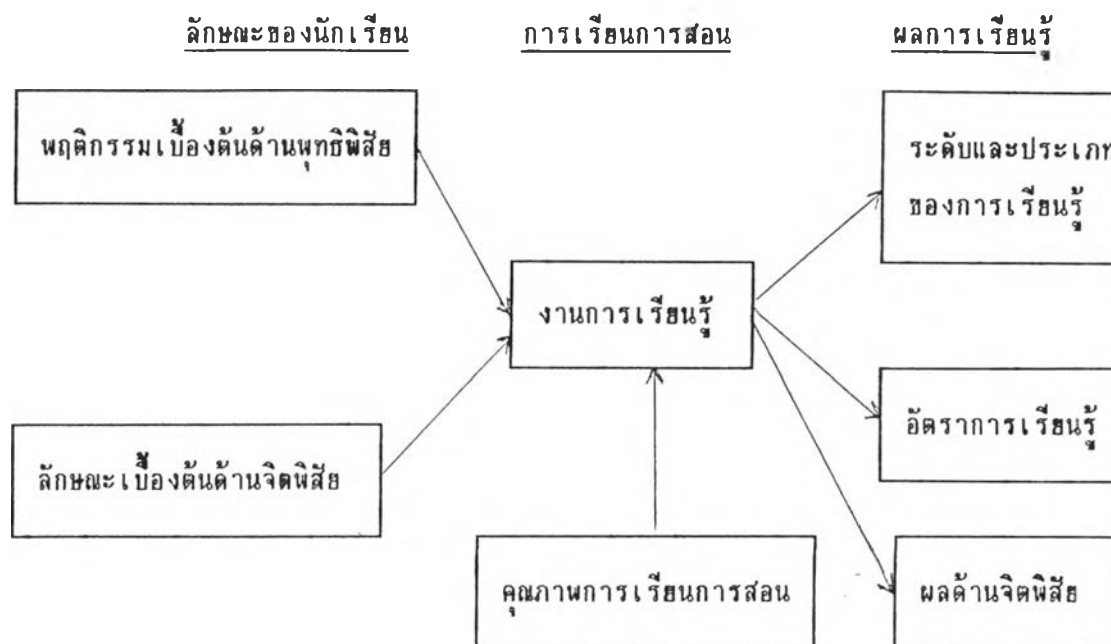 ลักษณะของนักเรียน
การเรียนการสอน
ผลการเรียนรู้
พฤติกรรมเบื้องต้นด้านพุทธิพิสัย
ระดับและประเภท
ของการเรียนรู้
งานการเรียนรู้
อัตราการเรียนรู้
ลักษณะเบื้องต้นด้านจิตพิสัย
คุณภาพการเรียนการสอน
ผลด้านจิตพิสัย